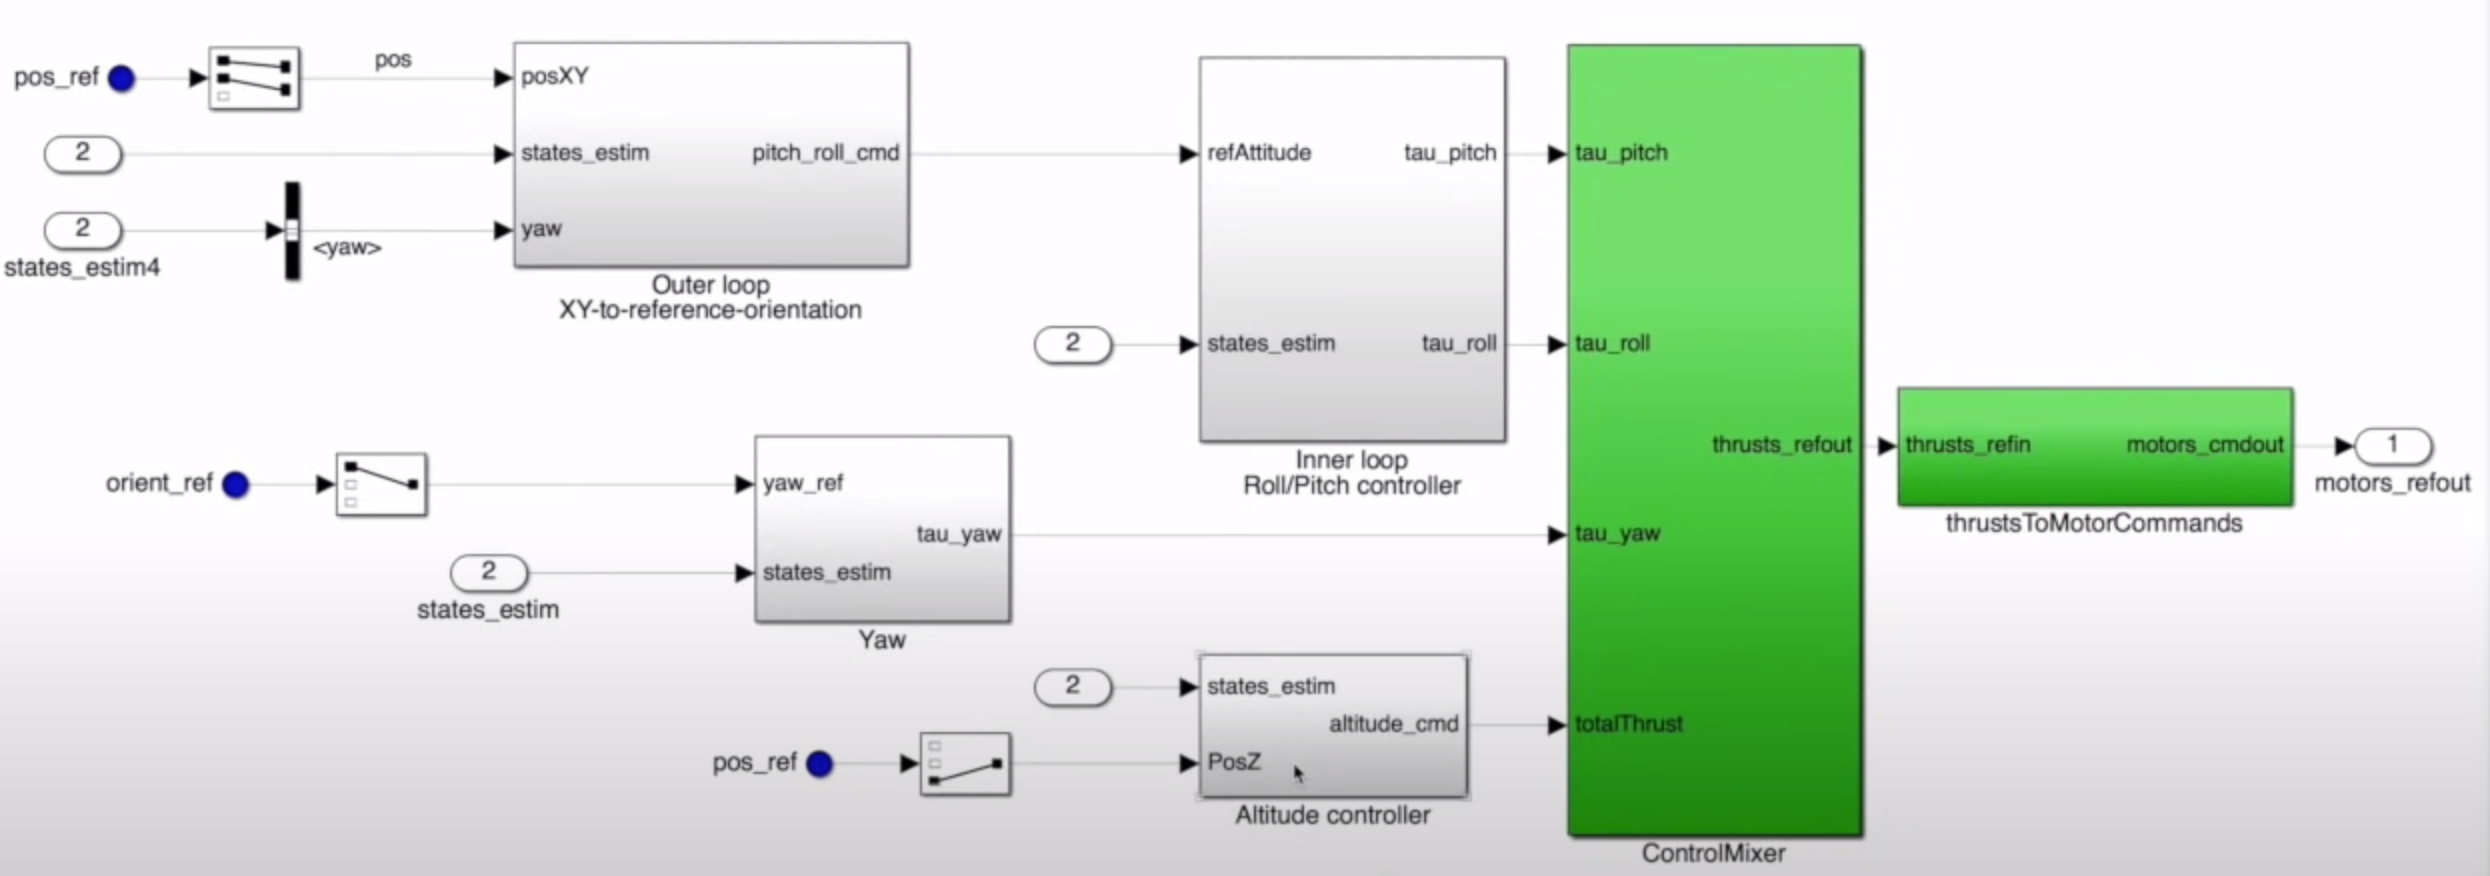 pos_ref
pos
posXY
2
states_estim
pitch_roll_cmd
2
states_estim4
<yaw>
yaw
Outer loop
XY-to-reference-orientation
refAttitude
tau_pitch
2
states_estim
tau_roll
Inner loop
Roll/Pitch controller
orient_ref
yaw_ref
tau_yaw
2
states_estim
states_estim
Yaw
2
states_estim
altitude_cmd
pos_ref
PosZ
Altitude controller
tau_pitch
tau_roll
thrusts_refout
tau_yaw
totalThrust
ControlMixer
thrusts_refin
motors_cmdout
thrustsToMotorCommands
1
motors_refout